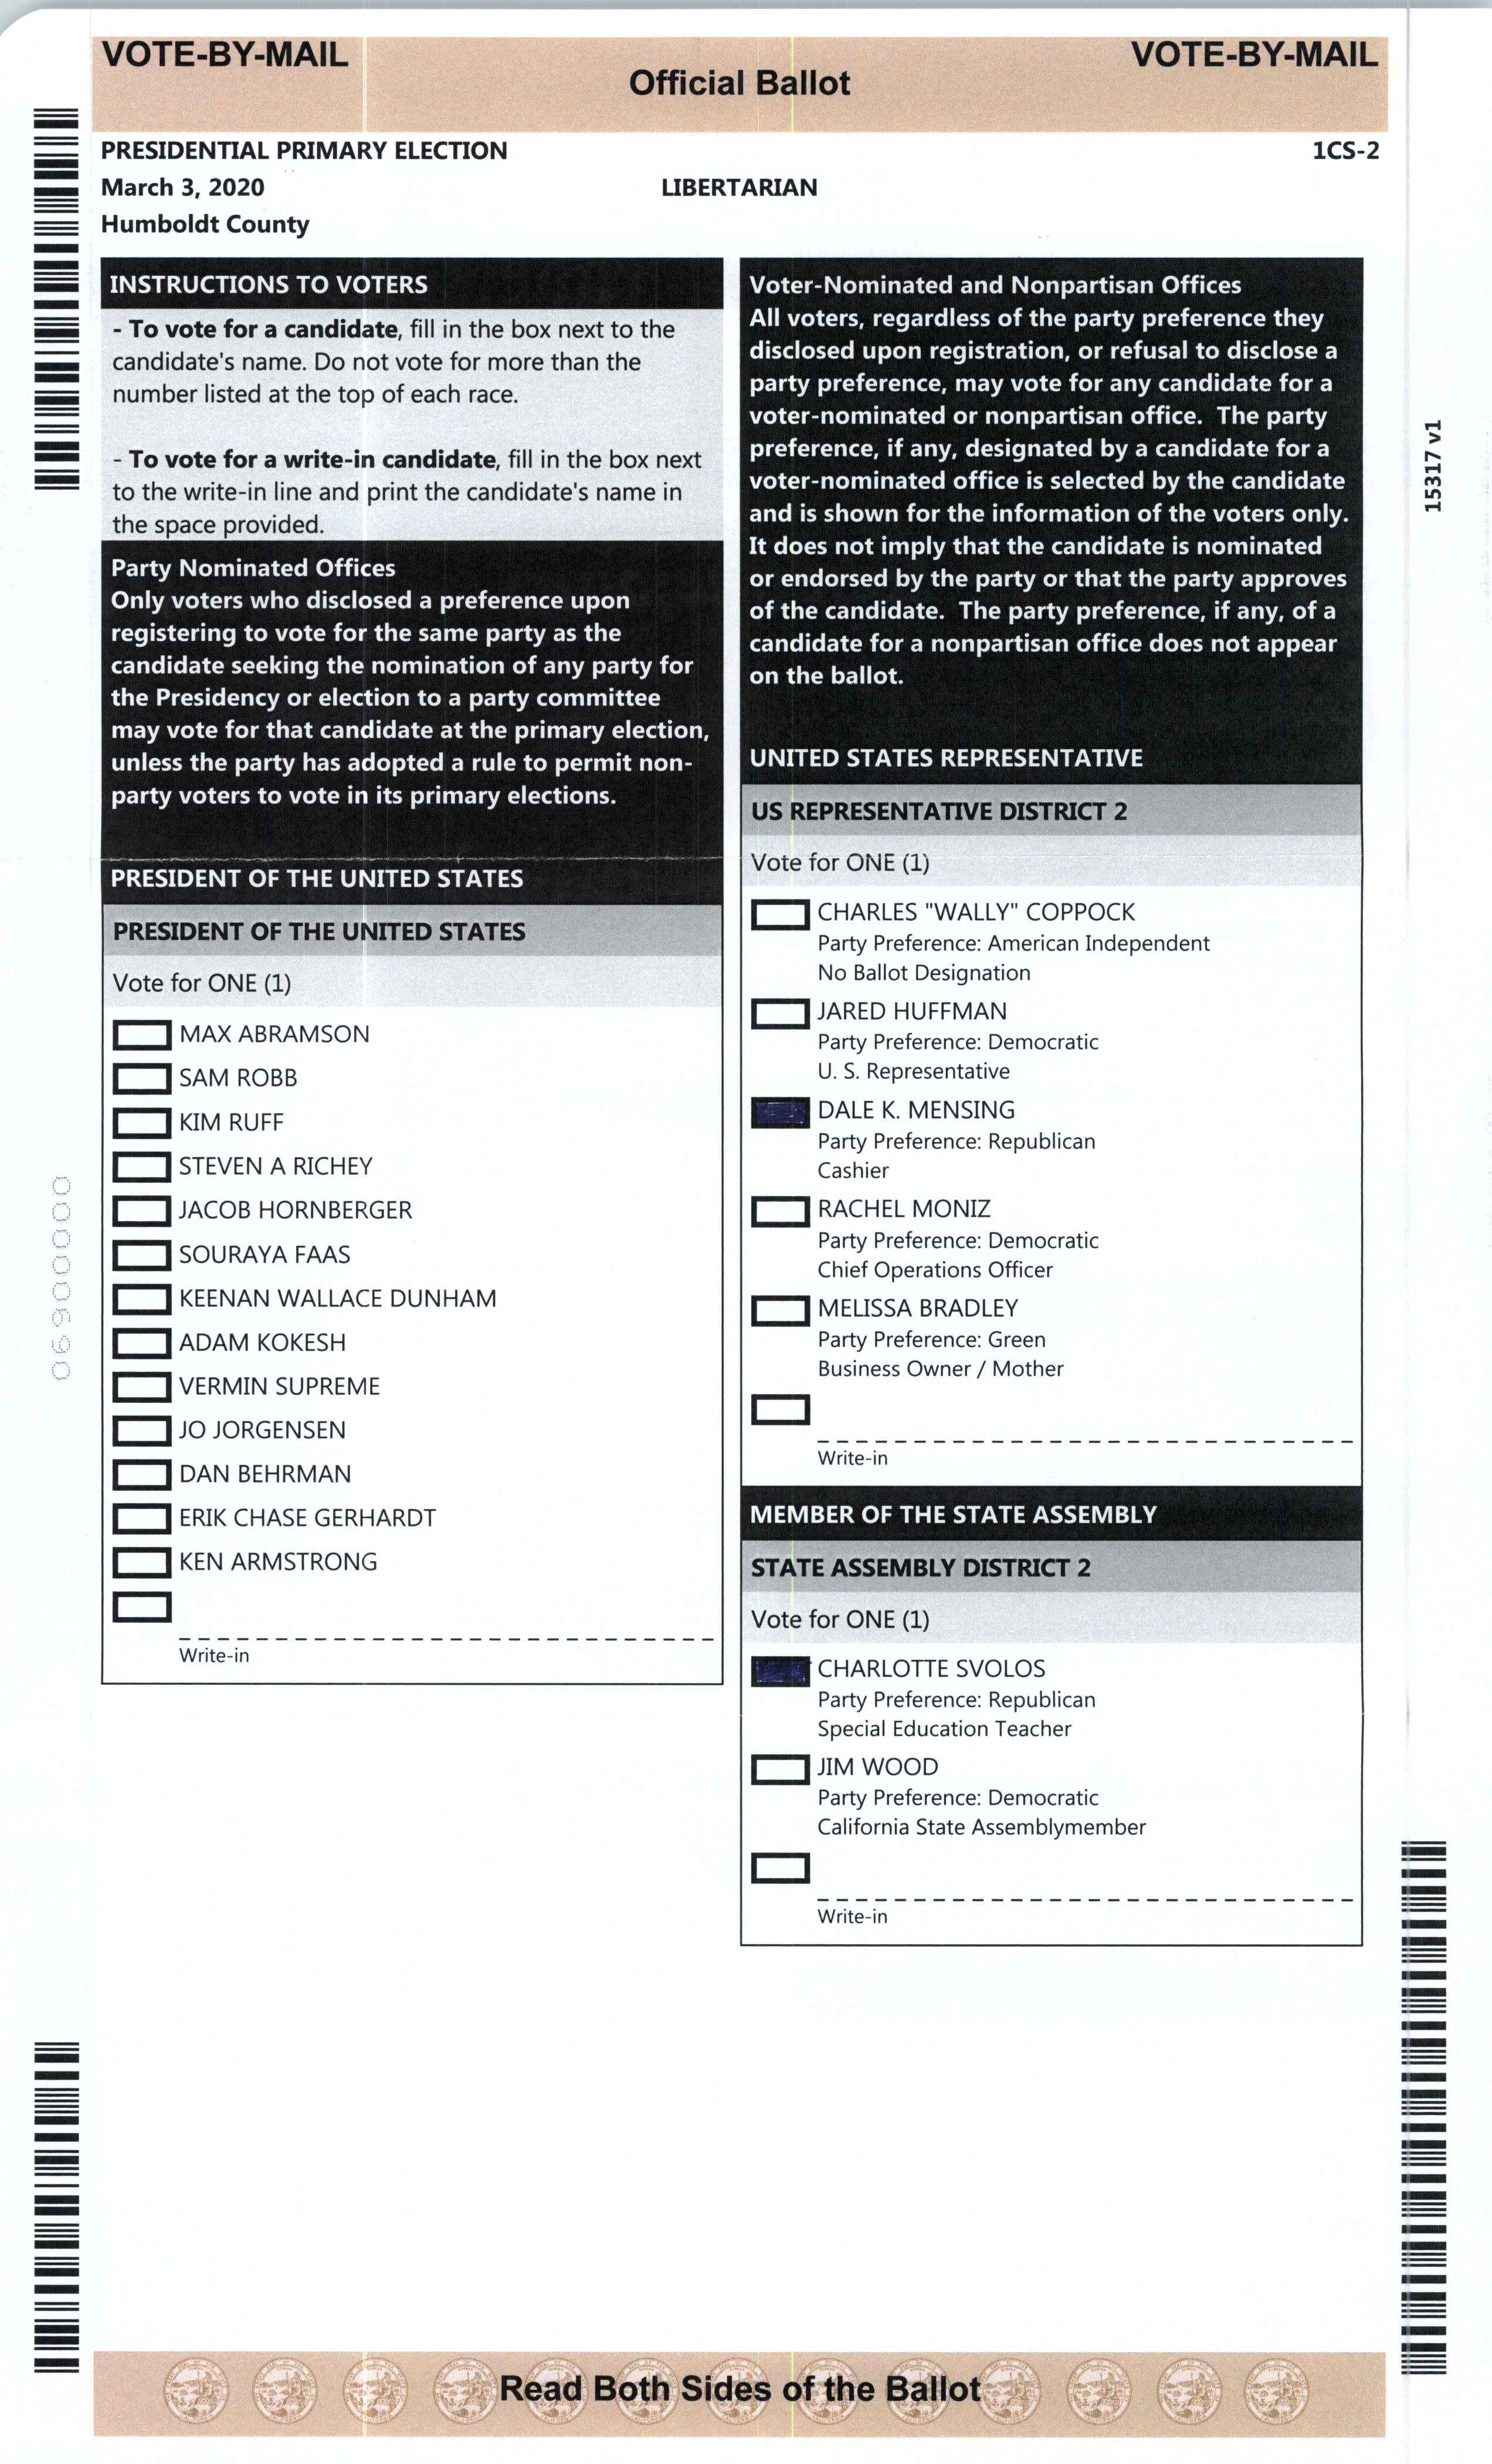 VOTE-BY-MAIL
VOTE-BY-MAIL
Official Ballot
PRESIDENTIAL PRIMARY ELECTION
1CS-2
March 3, 2020
LIBERTARIAN
Humboldt County
INSTRUCTIONS TO VOTERS
- To vote for a candidate, fill in the box next to the
candidate's name. Do not vote for more than the
number listed at the top of each race.
- To vote for a write-in candidate, fill in the box next
to the write-in line and print the candidate's name in
the space provided.
Party Nominated Offices
Only voters who disclosed a preference upon
registering to vote for the same party as the
candidate seeking the nomination of any party for
the Presidency or election to a party committee
may vote for that candidate at the primary election,
unless the party has adopted a rule to permit non-
party voters to vote in its primary elections.
PRESIDENT OF THE UNITED STATES
PRESIDENT OF THE UNITED STATES
Vote for ONE (1)
MAX ABRAMSON
SAM ROBB
KIM RUFF
STEVEN A RICHEY
JACOB HORNBERGER
SOURAYA FAAS
KEENAN WALLACE DUNHAM
ADAM KOKESH
VERMIN SUPREME
JO JORGENSEN
DAN BEHRMAN
ERIK CHASE GERHARDT
KEN ARMSTRONG
Write-in
Voter-Nominated and Nonpartisan Offices
All voters, regardless of the party preference they
disclosed upon registration, or refusal to disclose a
party preference, may vote for any candidate for a
voter-nominated or nonpartisan office. The party
preference, if any, designated by a candidate for a
voter-nominated office is selected by the candidate
and is shown for the information of the voters only.
It does not imply that the candidate is nominated
or endorsed by the party or that the party approves
of the candidate. The party preference, if any, of a
candidate for a nonpartisan office does not appear
on the ballot.
UNITED STATES REPRESENTATIVE
US REPRESENTATIVE DISTRICT 2
Vote for ONE (1)
CHARLES "WALLY" COPPOCK
Party Preference: American Independent
No Ballot Designation
JARED HUFFMAN
Party Preference: Democratic
U. S. Representative
DALE K. MENSING
Party Preference: Republican
Cashier
RACHEL MONIZ
Party Preference: Democratic
Chief Operations Officer
MELISSA BRADLEY
Party Preference: Green
Business Owner / Mother
Write-in
MEMBER OF THE STATE ASSEMBLY
STATE ASSEMBLY DISTRICT 2
Vote for ONE (1)
CHARLOTTE SVOLOS
Party Preference: Republican
Special Education Teacher
JIM WOOD
Party Preference: Democratic
California State Assemblymember
Write-in
15317 v1
00000690
Read Both Sides of the Ballot